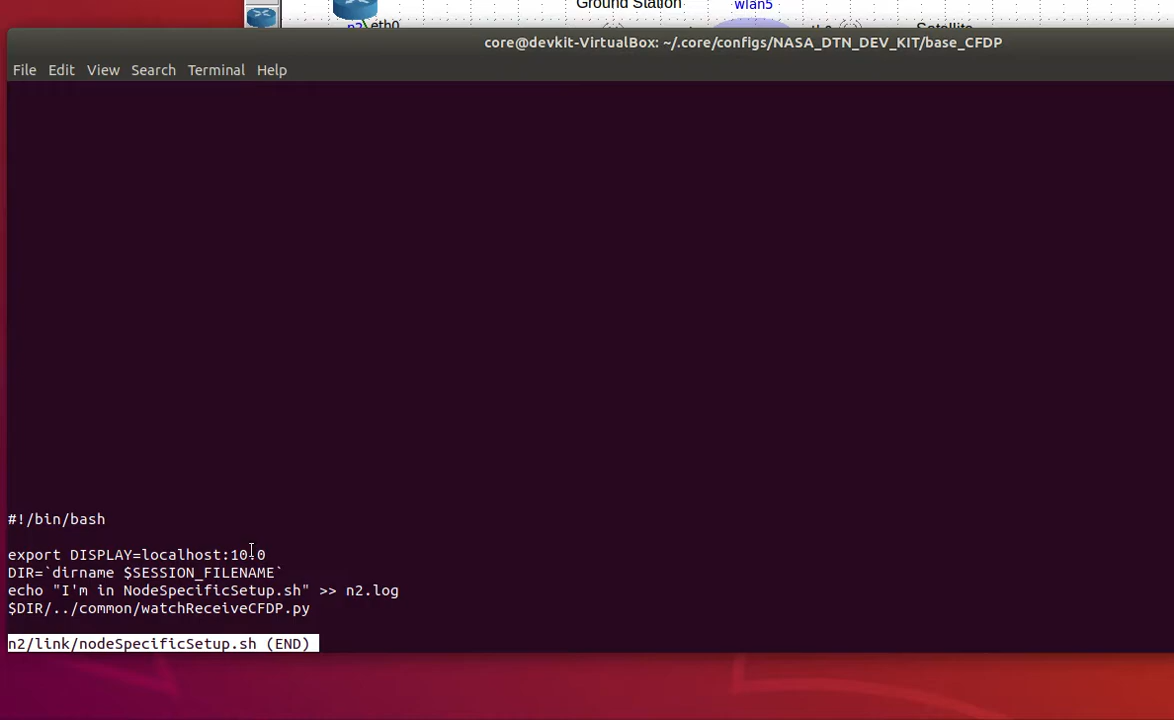 Ground Station
wlan5
eth0
core@devkit-VirtualBox: ~/.core/configs/NASA_DTN_DEV_KIT/base_CFDP
File Edit View Search Terminal Help
#!/bin/bash
export DISPLAY=localhost:10.0
DIR=`dirname $SESSION_FILENAME`
echo "I'm in NodeSpecificSetup.sh" >> n2.log
$DIR/../common/watchReceiveCFDP.py
n2/link/nodeSpecificSetup.sh (END)